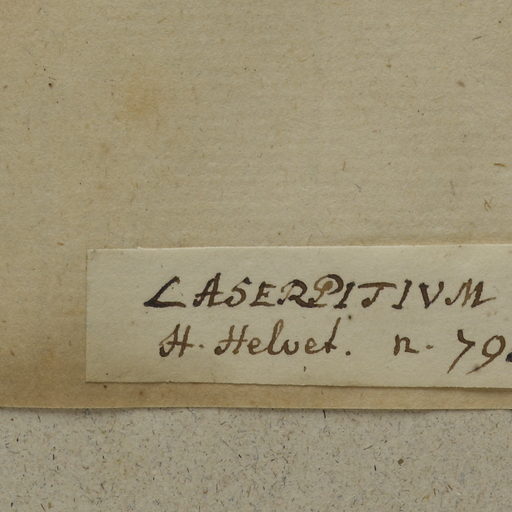 LASERPITIVM
H. Helvet. n. 79